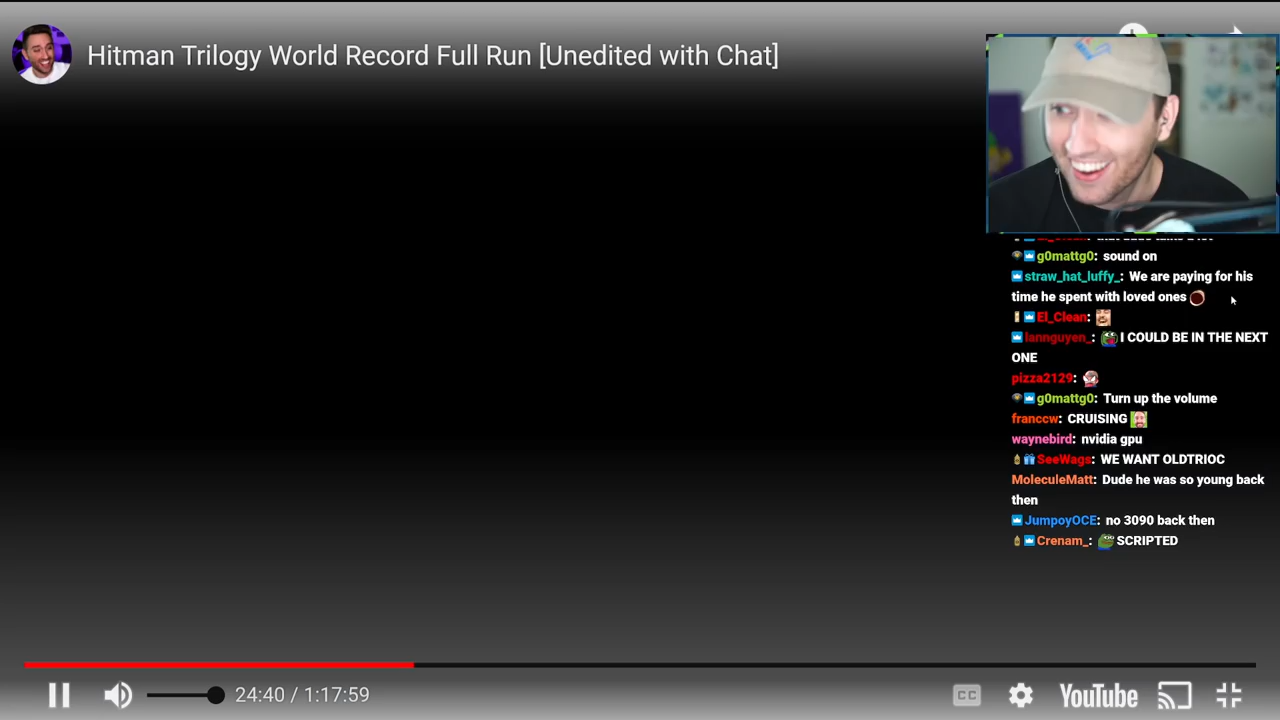 Hitman Trilogy World Record Full Run [Unedited with Chat]
g0mattg0: sound on
straw_hat_luffy_: We are paying for his
time he spent with loved ones
El_Clean:
lannguyen_: I COULD BE IN THE NEXT
ONE
pizza2129:
g0mattg0: Turn up the volume
franccw: CRUISING
waynebird: nvidia gpu
SeeWags: WE WANT OLDTRIOC
MoleculeMatt: Dude he was so young back
then
JumpoyOCE: no 3090 back then
Crenam_: SCRIPTED
24:40 / 1:17:59
CC
YouTube